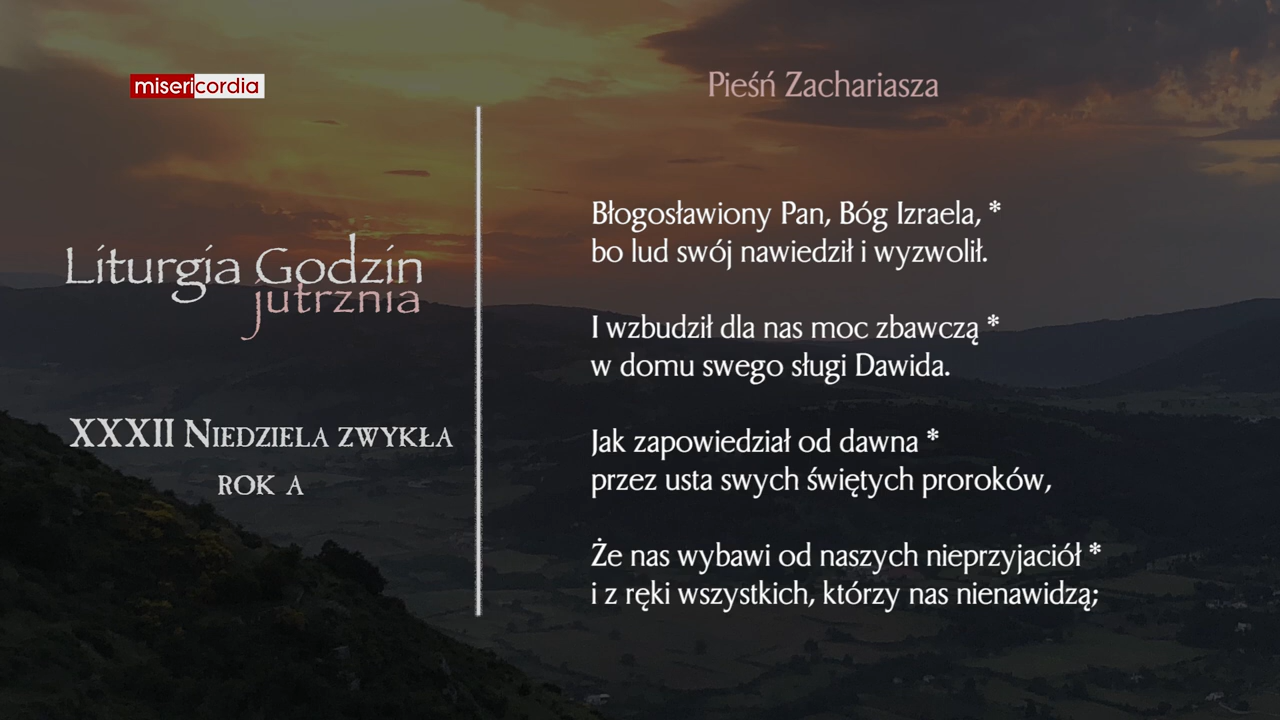 misericordia
Liturgia Godzin
jutrznia
XXXII Niedziela zwykła
rok a
Pieśń Zachariasza
Błogosławiony Pan, Bóg Izraela, *
bo lud swój nawiedził i wyzwolił.
I wzbudził dla nas moc zbawczą *
w domu swego sługi Dawida.
Jak zapowiedział od dawna *
przez usta swych świętych proroków,
Że nas wybawi od naszych nieprzyjaciół *
i z ręki wszystkich, którzy nas nienawidzą;